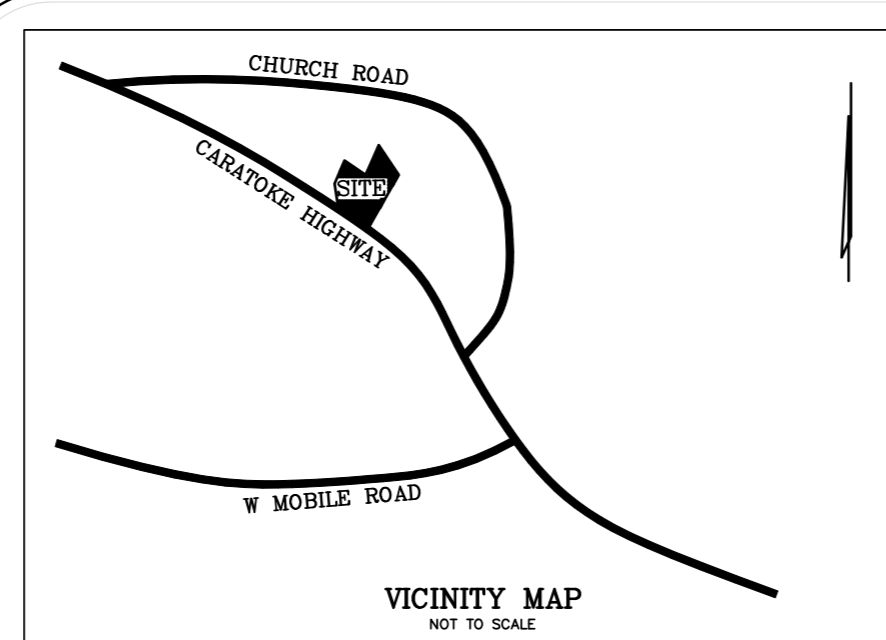 CHURCH ROAD
CARATOKE HIGHWAY
SITE
W MOBILE ROAD
VICINITY MAP
NOT TO SCALE